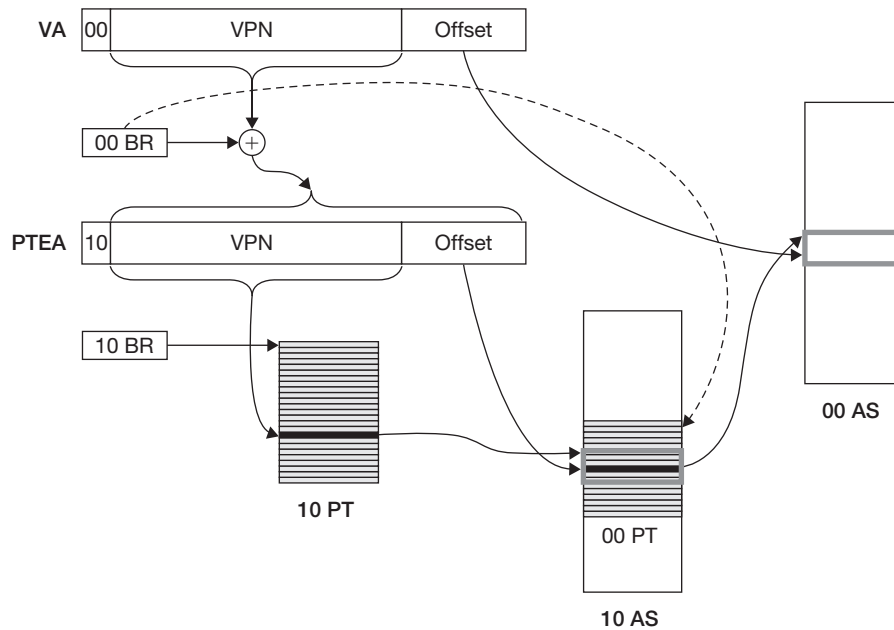 VA 00 VPN Offset
00 BR +
PTEA 10 VPN Offset
10 BR
00 AS
10 PT
00 PT
10 AS